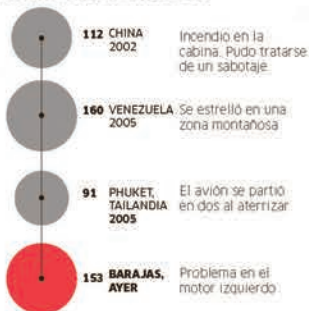 112 CHINA
2002
Incendio en la
cabina. Pudo tratarse
de un sabotaje
160 VENEZUELA
2005
Se estrelló en una
zona montañosa
91 PHUKET,
TAILANDIA
2005
El avión se partió
en dos al aterrizar
153 BARAJAS,
AYER
Problema en el
motor izquierdo